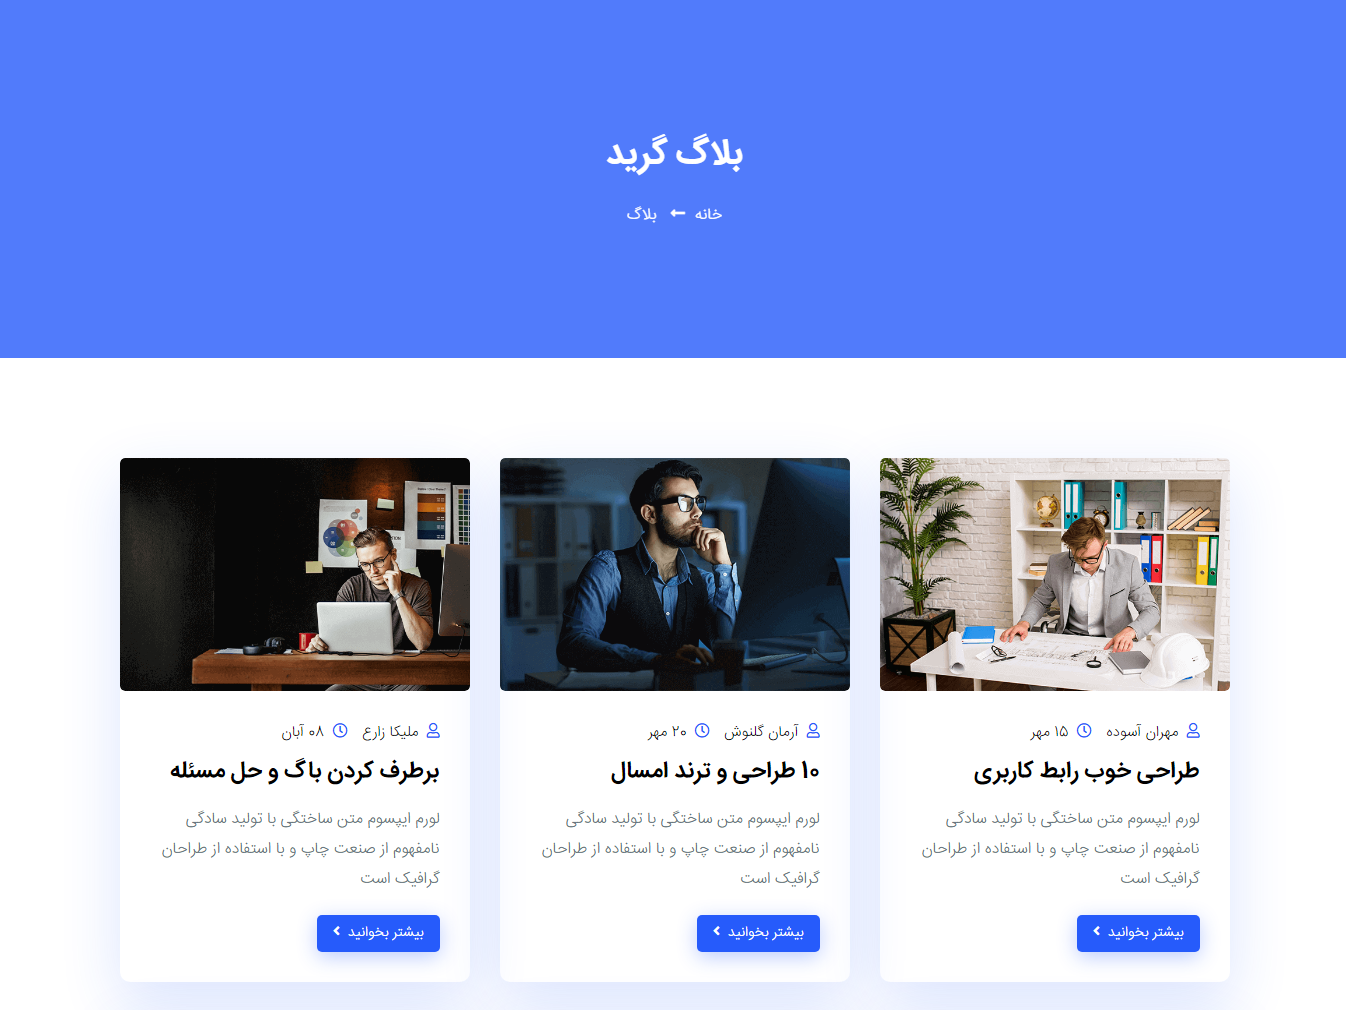 بلاگ گرید
خانه بلاگ
مهران آسوده ۱۵ مهر
طراحی خوب رابط کاربری
لورم ایپسوم متن ساختگی با تولید سادگی
نامفهوم از صنعت چاپ و با استفاده از طراحان
گرافیک است
بیشتر بخوانید
آرمان گلنوش ۲۰ مهر
۱۰ طراحی و ترند امسال
لورم ایپسوم متن ساختگی با تولید سادگی
نامفهوم از صنعت چاپ و با استفاده از طراحان
گرافیک است
بیشتر بخوانید
ملیکا زارع ۰۸ آبان
برطرف کردن باگ و حل مسئله
لورم ایپسوم متن ساختگی با تولید سادگی
نامفهوم از صنعت چاپ و با استفاده از طراحان
گرافیک است
بیشتر بخوانید